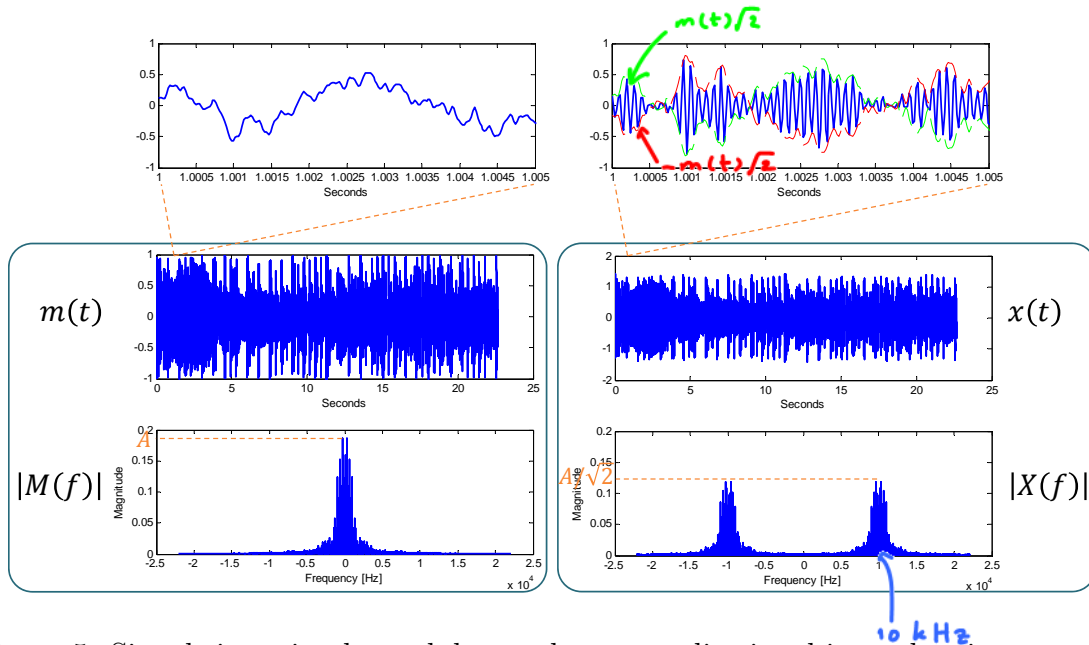 m(t)√2
1
0.5
0
-0.5
-1
1 1.0005 1.001 1.0015 1.002 1.0025 1.003 1.0035 1.004 1.0045 1.005
Seconds
1
0.5
0
-0.5
-1
-m(t)√2
1 1.0005 1.001 1.0015 1.002 1.0025 1.003 1.0035 1.004 1.0045 1.005
Seconds
m(t)
1
0.5
0
-0.5
-1
0 5 10 15 20 25
Seconds
x(t)
2
1
0
-1
-2
0 5 10 15 20 25
Seconds
|M(f)|
A
Magnitude
0.2
0.15
0.1
0.05
0
-2.5 -2 -1.5 -1 -0.5 0 0.5 1 1.5 2 2.5
Frequency [Hz]
x 10⁴
|X(f)|
A/√2
Magnitude
0.2
0.15
0.1
0.05
0
-2.5 -2 -1.5 -1 -0.5 0 0.5 1 1.5 2 2.5
Frequency [Hz]
x 10⁴
10 kHz